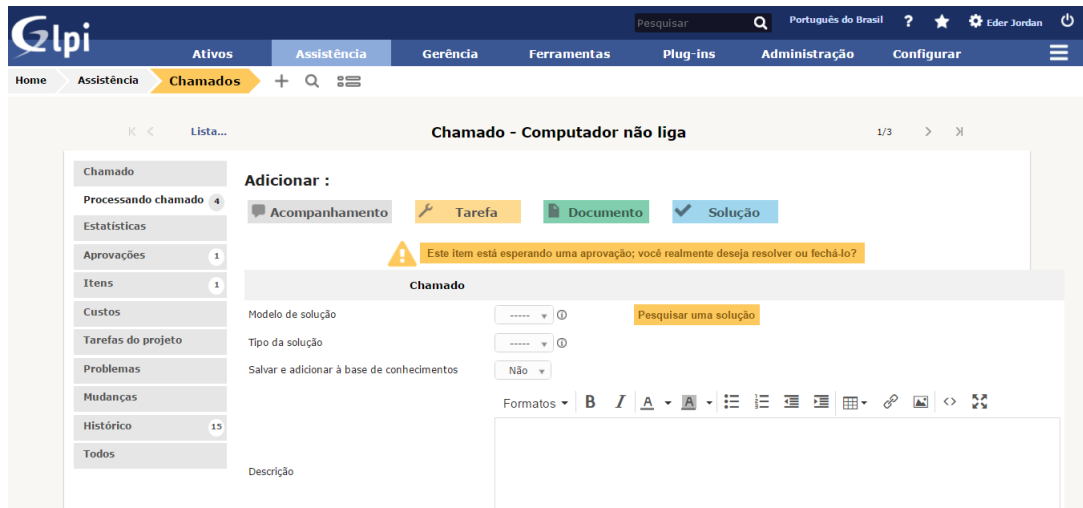 Glpi
Pesquisar Português do Brasil ? Eder Jordan
Ativos Assistência Gerência Ferramentas Plug-ins Administração Configurar
Home Assistência Chamados
Lista... Chamado - Computador não liga 1/3
Chamado
Processando chamado 4
Estatísticas
Aprovações 1
Itens 1
Custos
Tarefas do projeto
Problemas
Mudanças
Histórico 15
Todos
Adicionar :
Acompanhamento Tarefa Documento Solução
Este item está esperando uma aprovação; você realmente deseja resolver ou fechá-lo?
Chamado
Modelo de solução ----- Pesquisar uma solução
Tipo da solução -----
Salvar e adicionar à base de conhecimentos Não
Formatos B I A A
Descrição